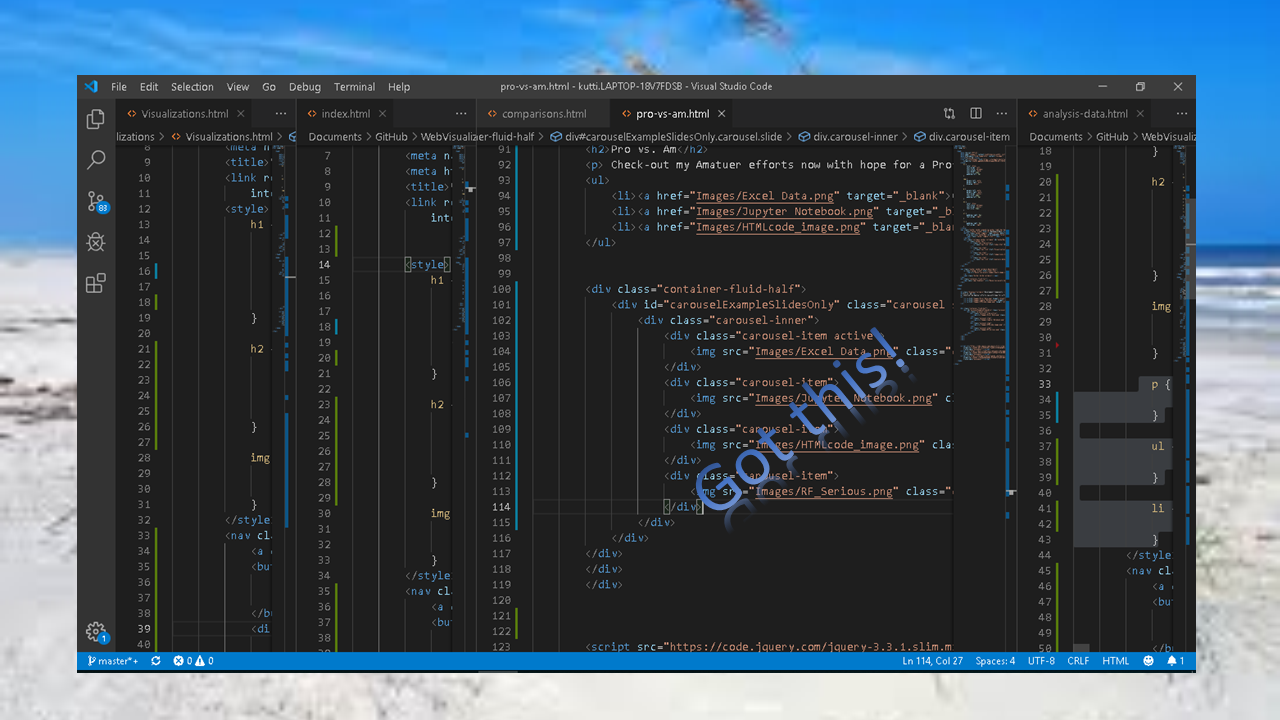 File Edit Selection View Go Debug Terminal Help pro-vs-am.html - kutti.LAPTOP-18V7FDSB - Visual Studio Code
Visualizations.html
index.html
comparisons.html
pro-vs-am.html
analysis-data.html
Visualizations.html
Documents > GitHub > WebVisualizer-fluid-half > div#carouselExampleSlidesOnly.carousel.slide > div.carousel-inner > div.carousel-item
Documents > GitHub >
9 <title>
10 <link r
11 int
12 <style>
13 h1
14
15
16
17
18
19 }
20
21 h2
22
23
24
25
26 }
27
28 img
29
30
31 }
32 </style
33 <nav cl
34 <a
35 <bu
36
37
38 </b
39 <di
40
7 <meta n
8 <meta h
9 <title>
10 <link r
11 int
12
13
14 <style>
15 h1
16
17
18
19
20
21 }
22
23 h2
24
25
26
27
28 }
29
30 img
31
32
33 }
34 </style
35 <nav cl
36 <a
37 <bu
38
91 <h2>Pro vs. Am</h2>
92 <p> Check-out my Amatuer efforts now with hope for a Pro
93 <ul>
94 <li><a href="Images/Excel Data.png" target="_blank">
95 <li><a href="Images/Jupyter Notebook.png" target="_b
96 <li><a href="Images/HTMLcode_image.png" target="_bla
97 </ul>
98
99
100 <div class="container-fluid-half">
101 <div id="carouselExampleSlidesOnly" class="carousel
102 <div class="carousel-inner">
103 <div class="carousel-item active
104 <img src="Images/Excel Data.png" class="
105 </div>
106 <div class="carousel-item">
107 <img src="Images/Jupyter Notebook.png" c
108 </div>
109 <div class="carousel-item">
110 <img src="Images/HTMLcode_image.png" cla
111 </div>
112 <div class="carousel-item">
113 <img src="Images/RF_Serious.png" class="
114 </div>
115 </div>
116 </div>
117 </div>
118 </div>
119 </div>
120
121
122
123 <script src="https://code.jquery.com/jquery-3.3.1.slim.m
Got this!
18 }
19
20 h2
21
22
23
24
25
26 }
27
28 img
29
30
31 }
32
33 p {
34
35 }
36
37 ul
38
39 }
40
41 li
42
43 }
44 </style
45 <nav cl
46 <a
47 <bu
48
49
50
83
1
master*+ 0 0 Ln 114, Col 27 Spaces: 4 UTF-8 CRLF HTML 1